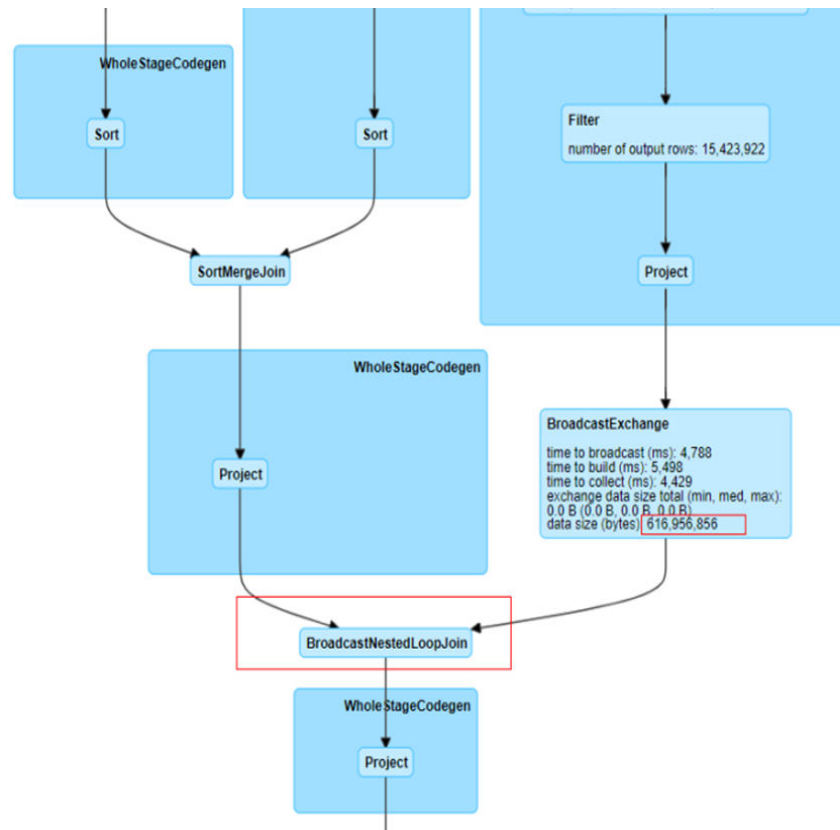 WholeStageCodegen
Sort
Sort
Filter
number of output rows: 15,423,922
SortMergeJoin
Project
WholeStageCodegen
Project
BroadcastExchange
time to broadcast (ms): 4,788
time to build (ms): 5,498
time to collect (ms): 4,429
exchange data size total (min, med, max):
0.0 B (0.0 B, 0.0 B, 0.0 B)
data size (bytes) 616,956,856
BroadcastNestedLoopJoin
WholeStageCodegen
Project